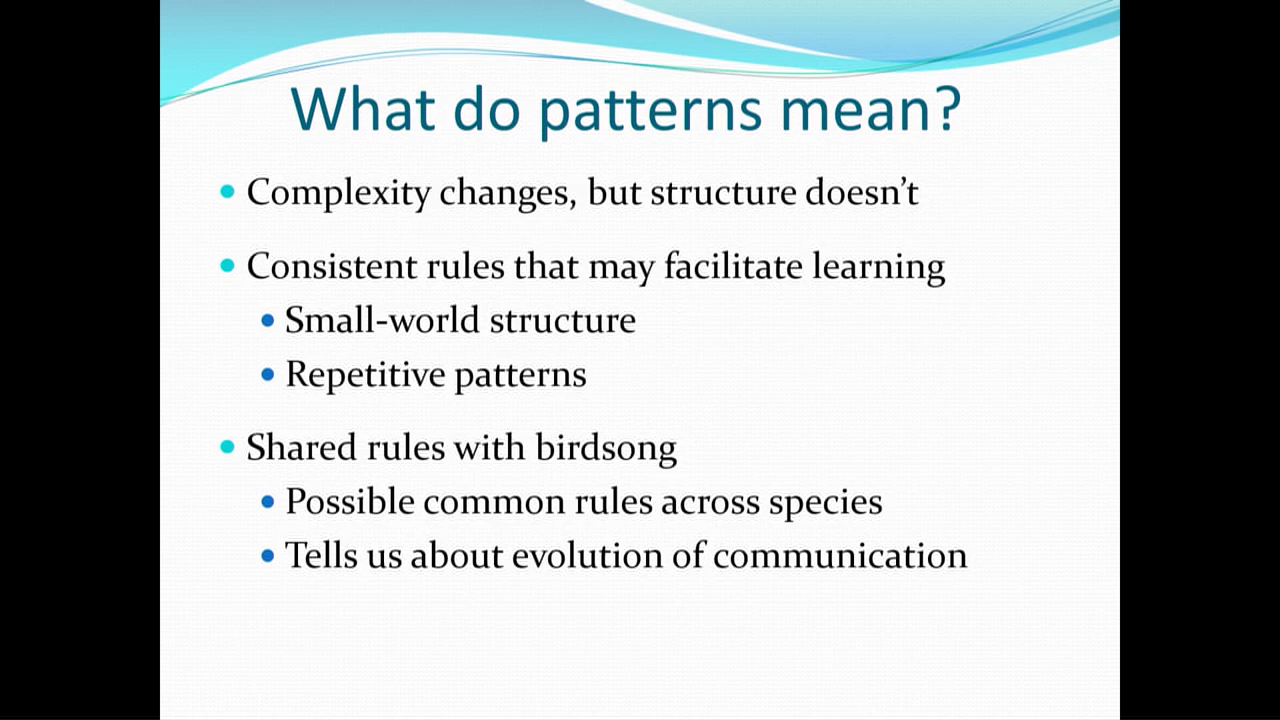 What do patterns mean?
Complexity changes, but structure doesn’t
Consistent rules that may facilitate learning
Small-world structure
Repetitive patterns
Shared rules with birdsong
Possible common rules across species
Tells us about evolution of communication